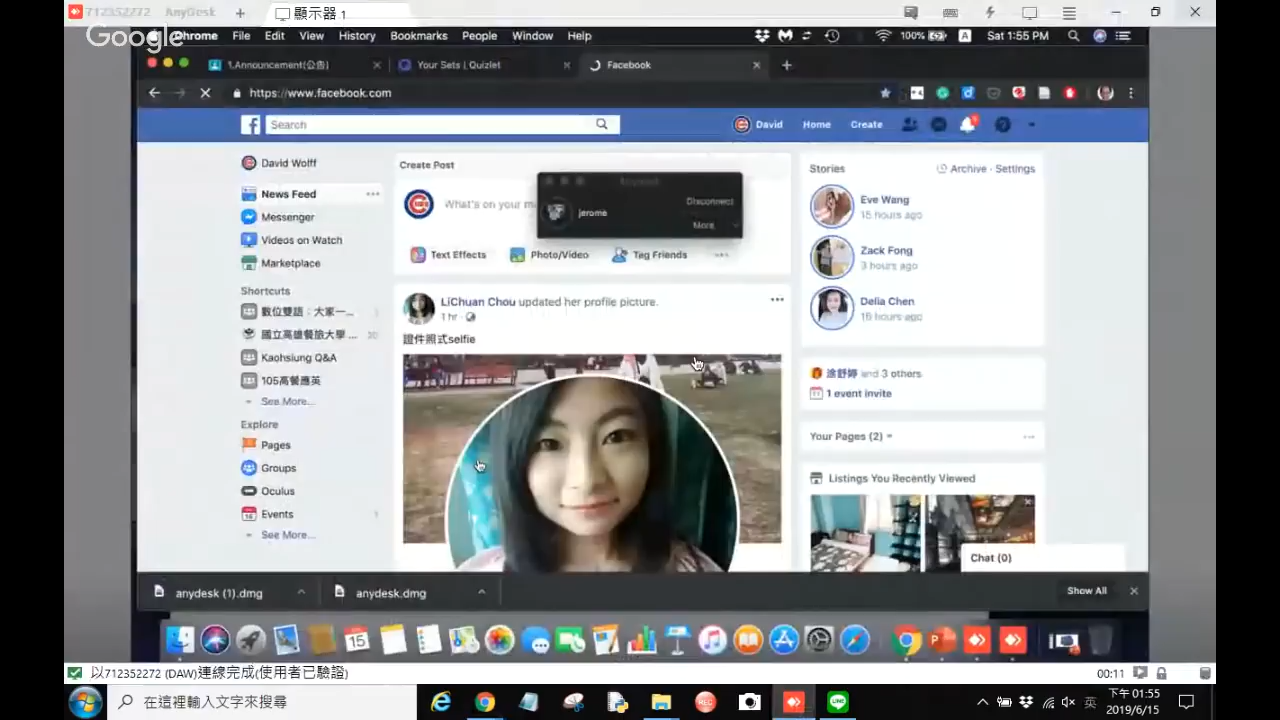 712352272 AnyDesk
顯示器 1
Google
Chrome File Edit View History Bookmarks People Window Help
100% A Sat 1:55 PM
1.Announcement(公告)
Your Sets | Quizlet
Facebook
https://www.facebook.com
Search
David Home Create
David Wolff
News Feed
Messenger
Videos on Watch
Marketplace
Shortcuts
數位雙語：大家一...
國立高雄餐旅大學 ... 20
Kaohsiung Q&A
105高餐應英
See More...
Explore
Pages
Groups
Oculus
Events 1
See More...
Create Post
What's on your m
Text Effects
Photo/Video
Tag Friends
jerome
Disconnect
More
LiChuan Chou updated her profile picture.
1 hr
證件照式selfie
Stories
Archive · Settings
Eve Wang
15 hours ago
Zack Fong
3 hours ago
Delia Chen
16 hours ago
涂舒婷 and 3 others
1 event invite
Your Pages (2)
Listings You Recently Viewed
Chat (0)
anydesk (1).dmg
anydesk.dmg
Show All
15
以712352272 (DAW)連線完成(使用者已驗證)
00:11
在這裡輸入文字來搜尋
REC
LINE
英
下午 01:55
2019/6/15